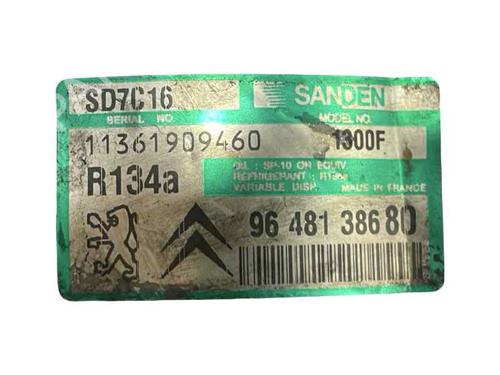 SD7C16 SANDEN
SERIAL NO. MODEL NO.
11361909460 1300F
R134a OIL : SP-10 OR EQUIV.
REFRIGERANT : R134a
VARIABLE DISP. MADE IN FRANCE
96 481 386 80